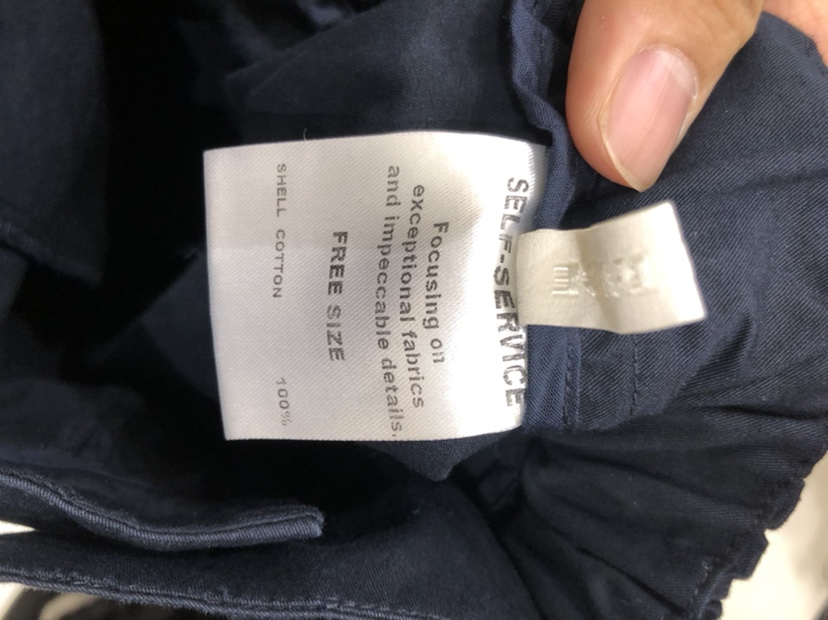 SELF-SERVICE
Focusing on
exceptional fabrics
and impeccable details.
FREE SIZE
SHELL COTTON 100%